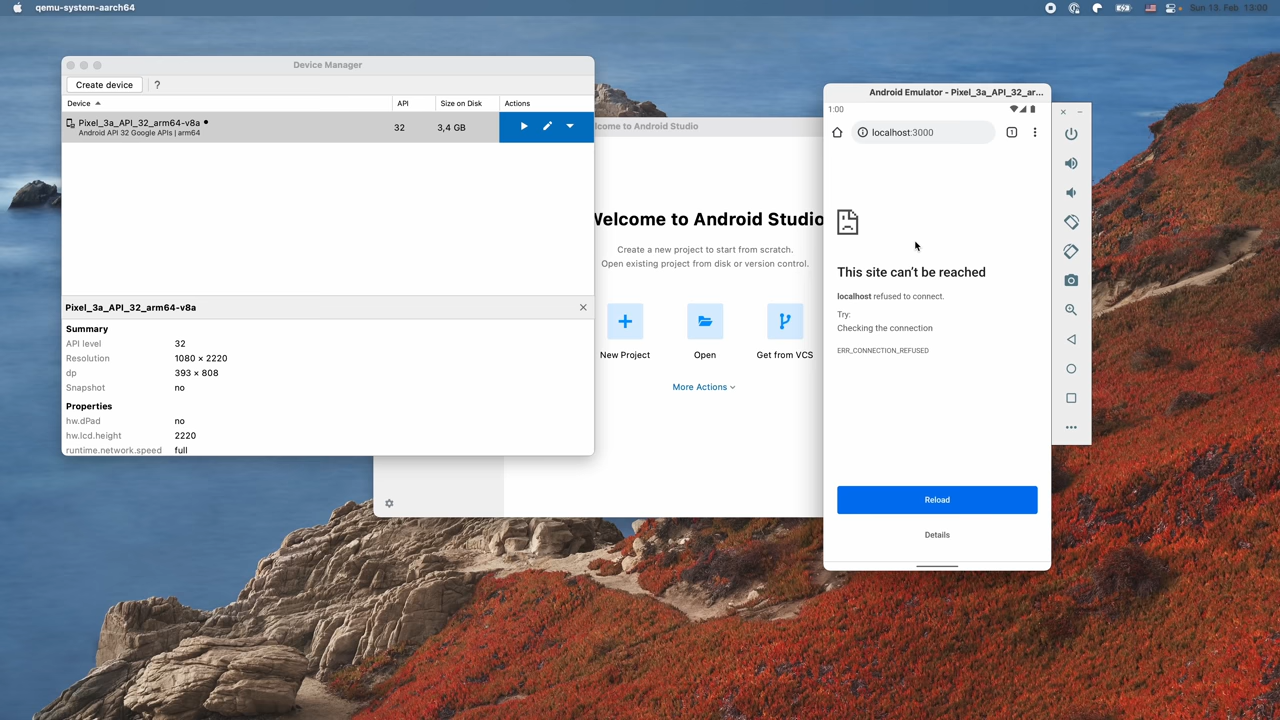 qemu-system-aarch64
Sun 13. Feb 13:00
Device Manager
Create device
?
Device
API
Size on Disk
Actions
Pixel_3a_API_32_arm64-v8a
Android API 32 Google APIs | arm64
32
3,4 GB
Pixel_3a_API_32_arm64-v8a
Summary
API level 32
Resolution 1080 × 2220
dp 393 × 808
Snapshot no
Properties
hw.dPad no
hw.lcd.height 2220
runtime.network.speed full
lcome to Android Studio
Welcome to Android Studio
Create a new project to start from scratch.
Open existing project from disk or version control.
New Project
Open
Get from VCS
More Actions
Android Emulator - Pixel_3a_API_32_ar...
1:00
localhost:3000
1
This site can't be reached
localhost refused to connect.
Try:
Checking the connection
ERR_CONNECTION_REFUSED
Reload
Details